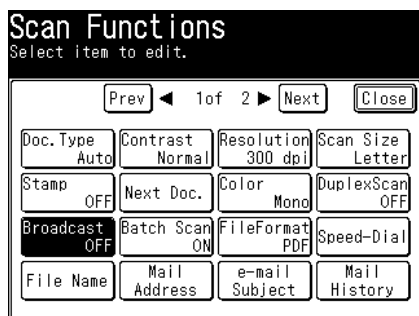 Scan Functions
Select item to edit.
Prev ◀ 1of 2 ▶ Next Close
Doc.Type Contrast Resolution Scan Size
Auto Normal 300 dpi Letter
Stamp Next Doc. Color DuplexScan
OFF Mono OFF
Broadcast Batch Scan FileFormat Speed-Dial
OFF ON PDF
File Name Mail e-mail Mail
Address Subject History